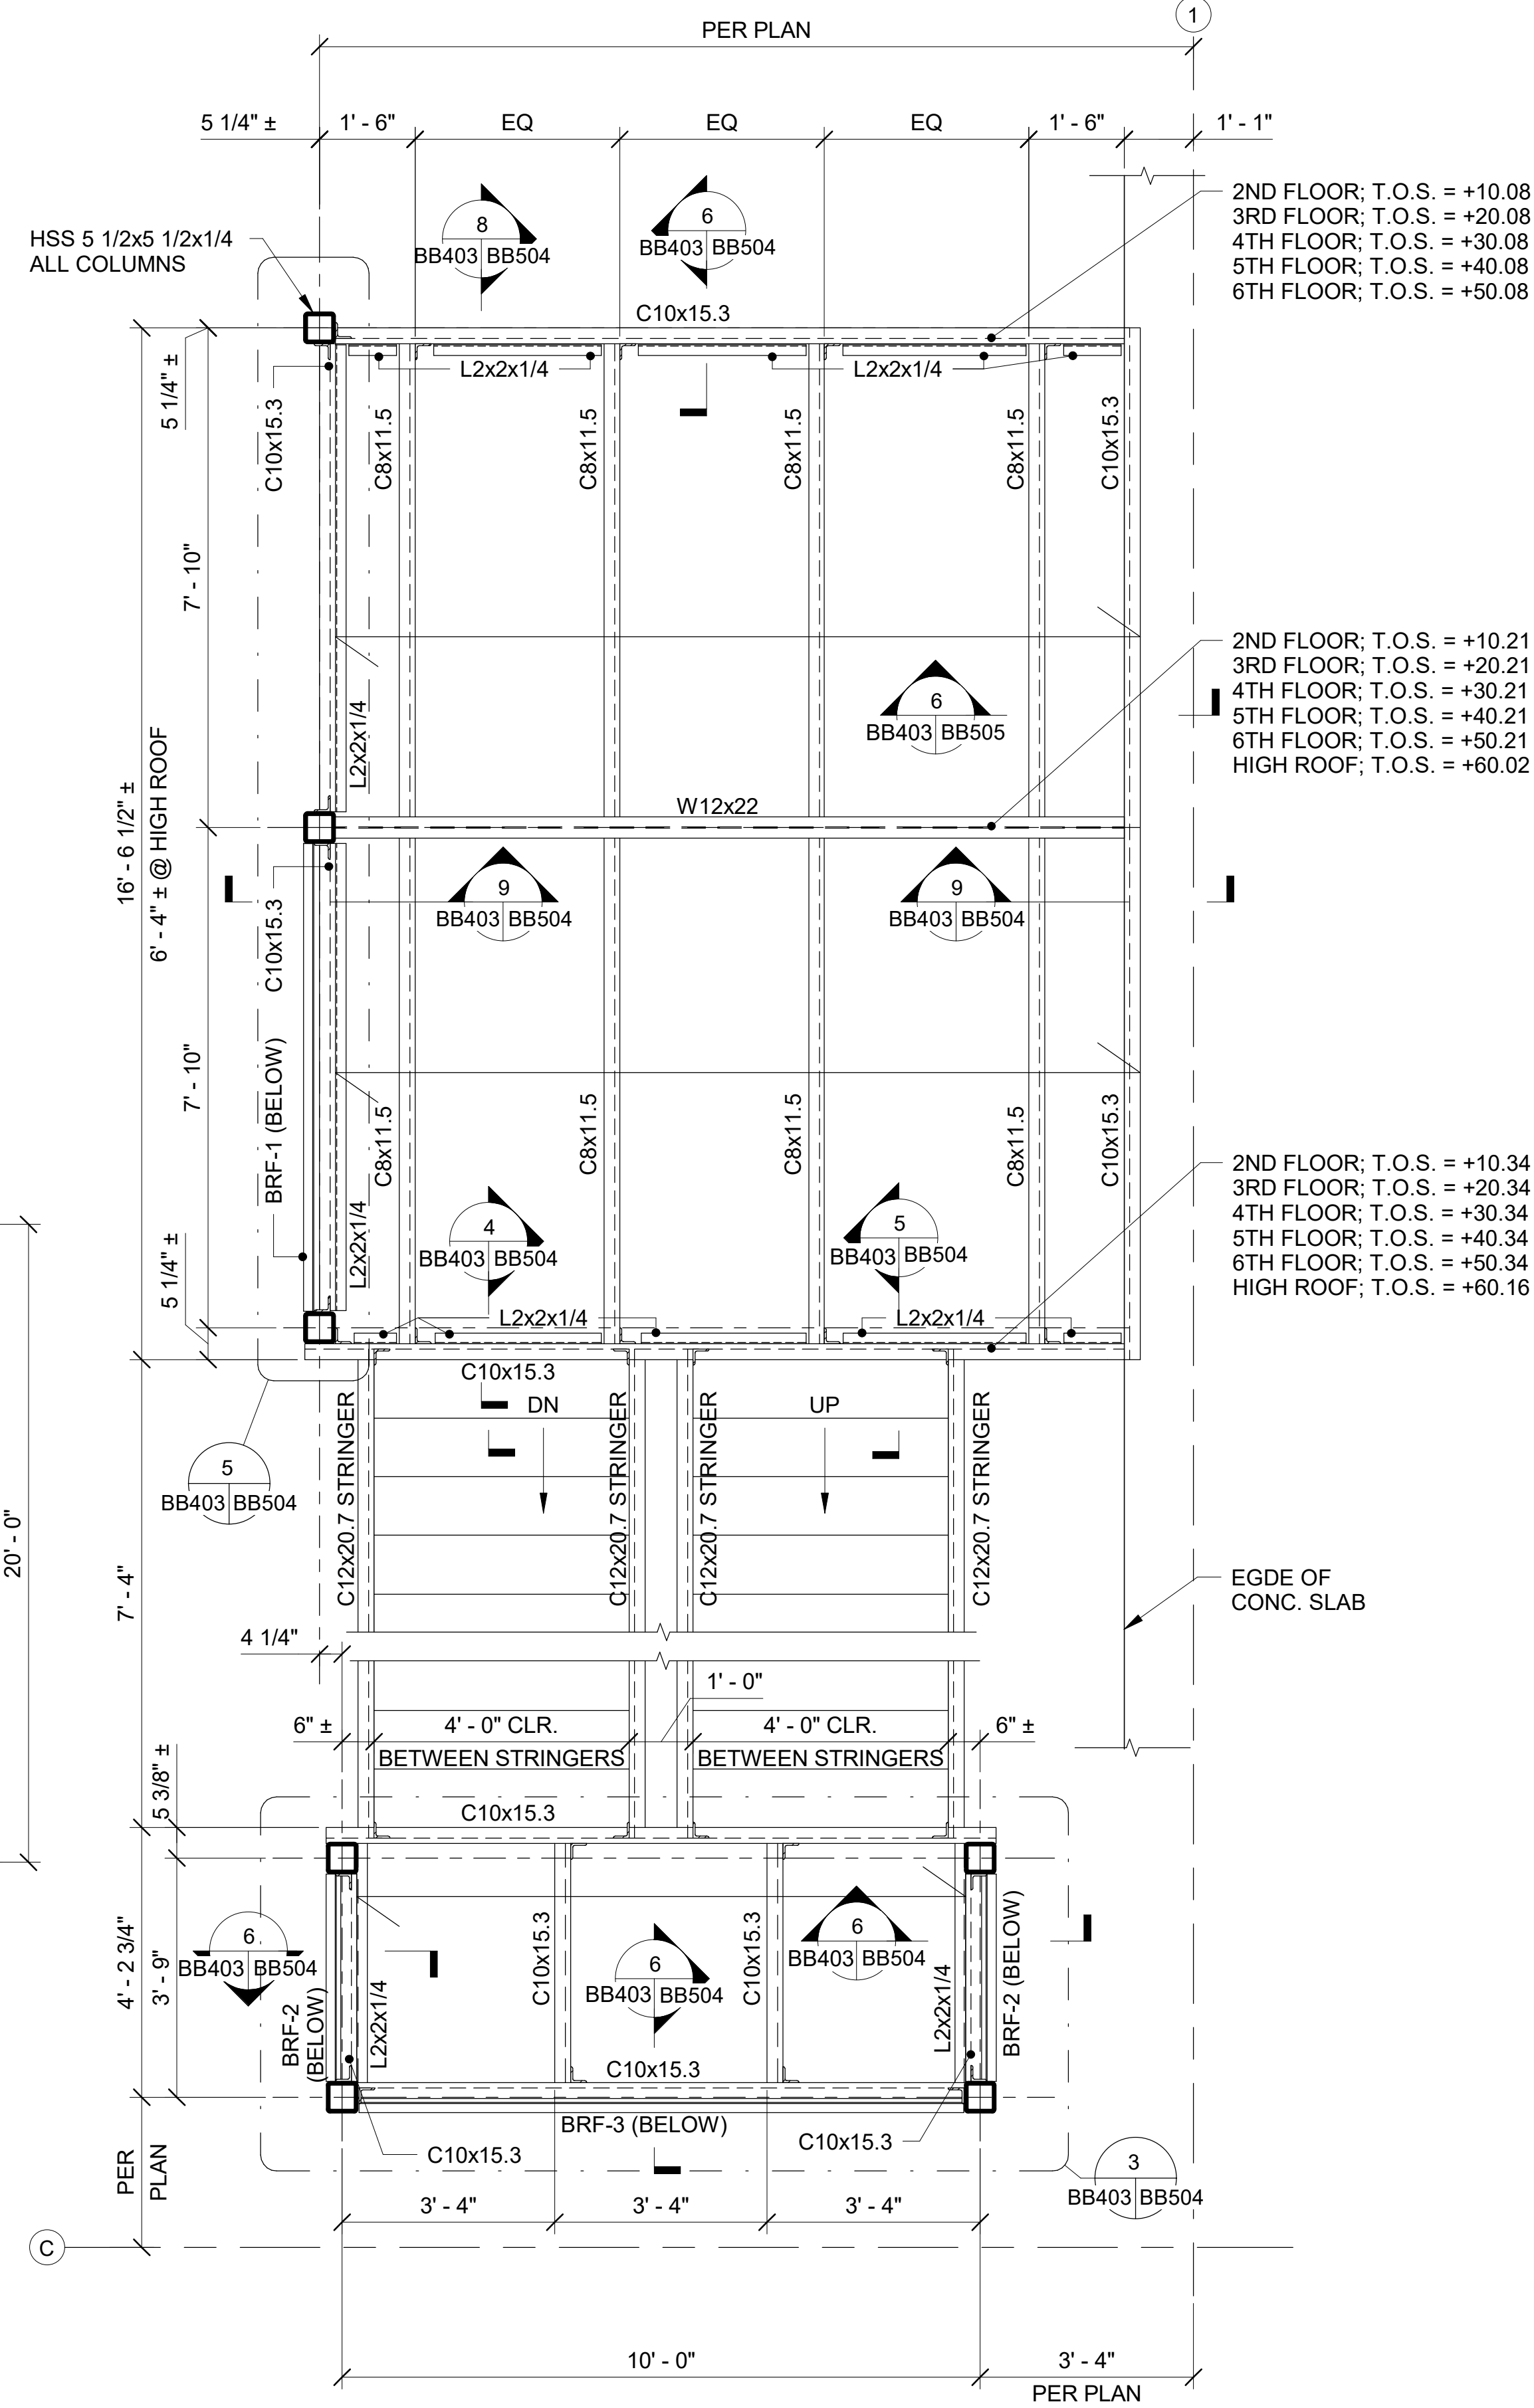 1
PER PLAN
5 1/4" ±
1' - 6"
EQ
EQ
EQ
1' - 6"
1' - 1"
2ND FLOOR; T.O.S. = +10.08
3RD FLOOR; T.O.S. = +20.08
4TH FLOOR; T.O.S. = +30.08
5TH FLOOR; T.O.S. = +40.08
6TH FLOOR; T.O.S. = +50.08
HSS 5 1/2x5 1/2x1/4
ALL COLUMNS
8
BB403 BB504
6
BB403 BB504
C10x15.3
L2x2x1/4
L2x2x1/4
5 1/4" ±
C10x15.3
C8x11.5
C8x11.5
C8x11.5
C8x11.5
C10x15.3
7' - 10"
16' - 6 1/2" ±
6' - 4" ± @ HIGH ROOF
L2x2x1/4
2ND FLOOR; T.O.S. = +10.21
3RD FLOOR; T.O.S. = +20.21
4TH FLOOR; T.O.S. = +30.21
5TH FLOOR; T.O.S. = +40.21
6TH FLOOR; T.O.S. = +50.21
HIGH ROOF; T.O.S. = +60.02
6
BB403 BB505
W12x22
9
BB403 BB504
9
BB403 BB504
C10x15.3
7' - 10"
BRF-1 (BELOW)
C8x11.5
C8x11.5
C8x11.5
C8x11.5
C10x15.3
5 1/4" ±
L2x2x1/4
4
BB403 BB504
5
BB403 BB504
2ND FLOOR; T.O.S. = +10.34
3RD FLOOR; T.O.S. = +20.34
4TH FLOOR; T.O.S. = +30.34
5TH FLOOR; T.O.S. = +40.34
6TH FLOOR; T.O.S. = +50.34
HIGH ROOF; T.O.S. = +60.16
L2x2x1/4
L2x2x1/4
C10x15.3
DN
UP
C12x20.7 STRINGER
C12x20.7 STRINGER
C12x20.7 STRINGER
C12x20.7 STRINGER
5
BB403 BB504
20' - 0"
7' - 4"
EGDE OF
CONC. SLAB
4 1/4"
1' - 0"
6" ±
4' - 0" CLR.
BETWEEN STRINGERS
4' - 0" CLR.
BETWEEN STRINGERS
6" ±
5 3/8" ±
C10x15.3
4' - 2 3/4"
3' - 9"
6
BB403 BB504
BRF-2
(BELOW)
L2x2x1/4
C10x15.3
6
BB403 BB504
C10x15.3
6
BB403 BB504
L2x2x1/4
BRF-2 (BELOW)
C10x15.3
BRF-3 (BELOW)
C10x15.3
C10x15.3
3
BB403 BB504
PER
PLAN
3' - 4"
3' - 4"
3' - 4"
C
10' - 0"
3' - 4"
PER PLAN